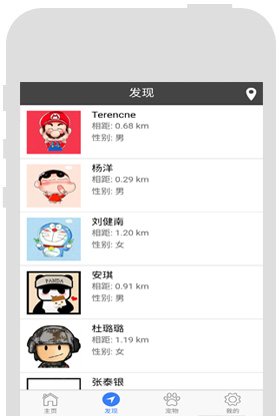 发现
Terencne
相距: 0.68 km
性别: 男
杨洋
相距: 0.29 km
性别: 男
刘健南
相距: 1.20 km
性别: 女
安琪
相距: 0.91 km
性别: 男
PANDA
杜璐璐
相距: 1.19 km
性别: 女
张泰银
主页
发现
宠物
我的